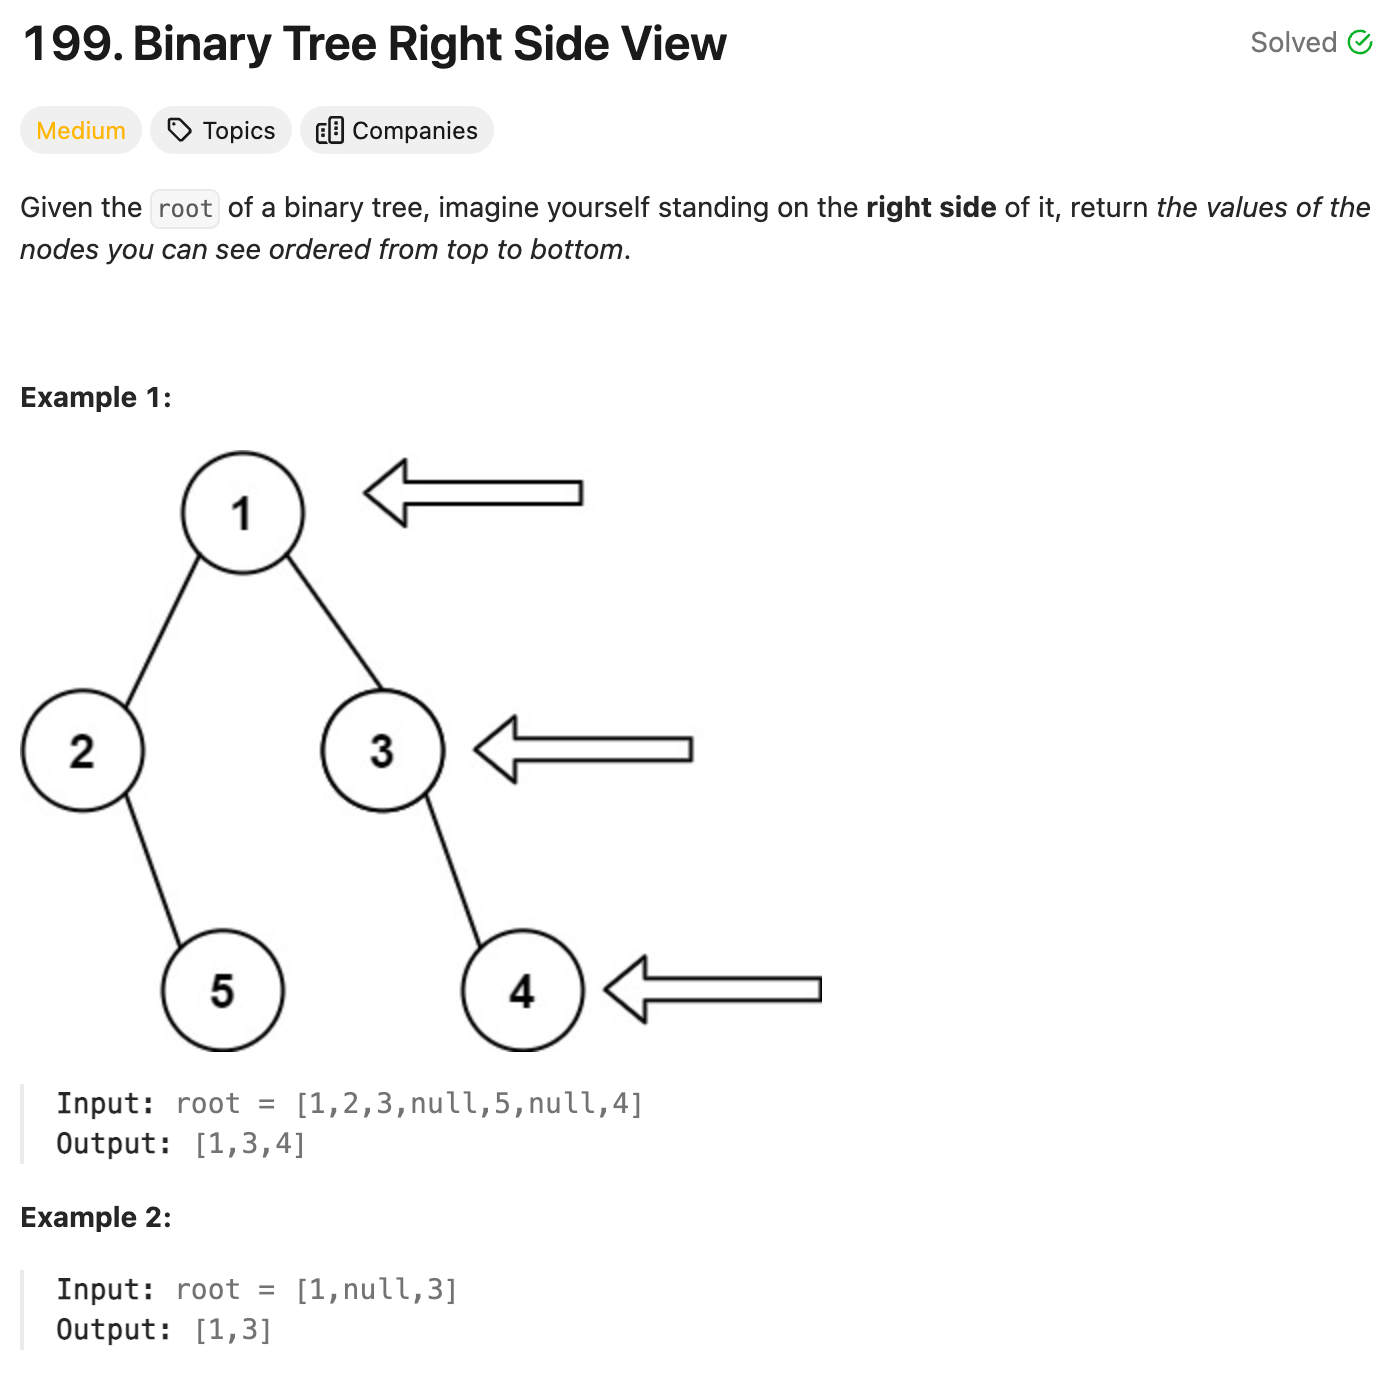 199. Binary Tree Right Side View
Solved
Medium
Topics
Companies
Given the root of a binary tree, imagine yourself standing on the right side of it, return the values of the
nodes you can see ordered from top to bottom.
Example 1:
1
2
3
5
4
Input: root = [1,2,3,null,5,null,4]
Output: [1,3,4]
Example 2:
Input: root = [1,null,3]
Output: [1,3]